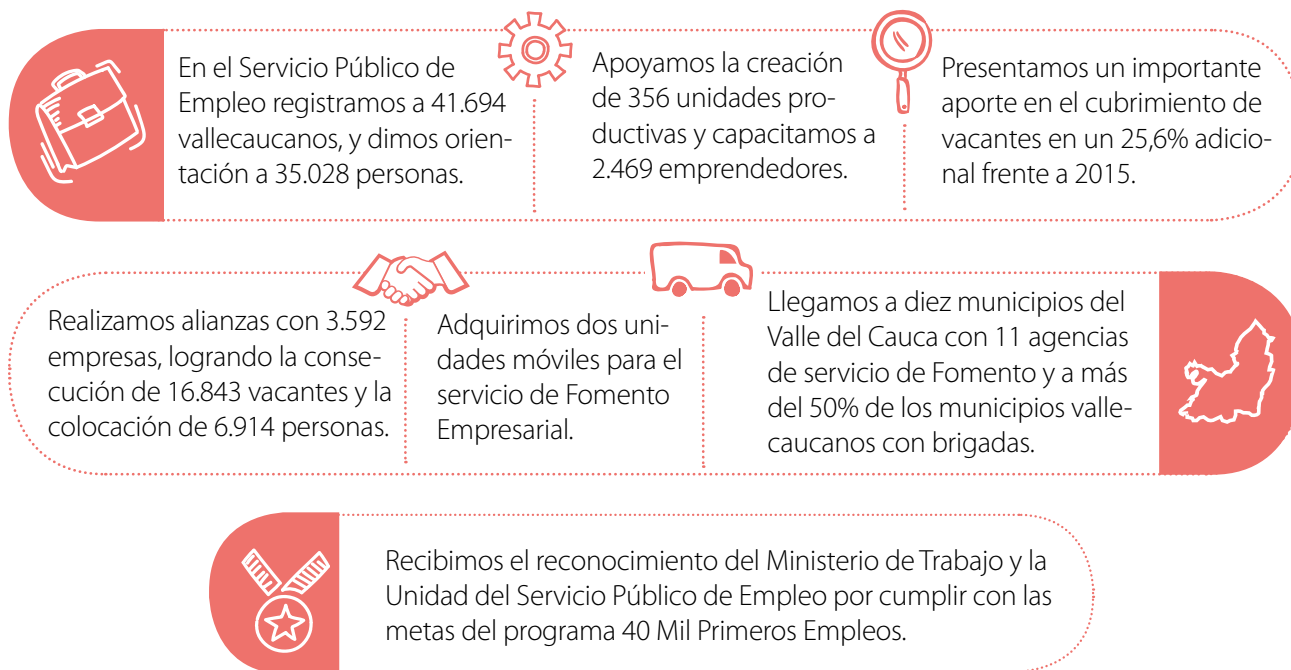 En el Servicio Público de
Empleo registramos a 41.694
vallecaucanos, y dimos orien-
tación a 35.028 personas.
Apoyamos la creación
de 356 unidades pro-
ductivas y capacitamos a
2.469 emprendedores.
Presentamos un importante
aporte en el cubrimiento de
vacantes en un 25,6% adicio-
nal frente a 2015.
Realizamos alianzas con 3.592
empresas, logrando la conse-
cución de 16.843 vacantes y la
colocación de 6.914 personas.
Adquirimos dos uni-
dades móviles para el
servicio de Fomento
Empresarial.
Llegamos a diez municipios del
Valle del Cauca con 11 agencias
de servicio de Fomento y a más
del 50% de los municipios valle-
caucanos con brigadas.
Recibimos el reconocimiento del Ministerio de Trabajo y la
Unidad del Servicio Público de Empleo por cumplir con las
metas del programa 40 Mil Primeros Empleos.